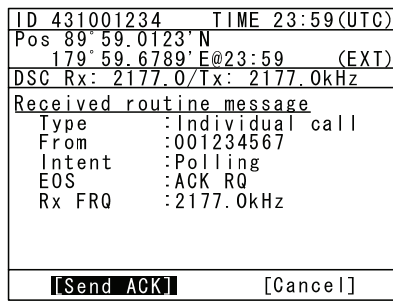 ID 431001234 TIME 23:59(UTC)
Pos 89°59.0123'N
179°59.6789'E@23:59 (EXT)
DSC Rx: 2177.0/Tx: 2177.0kHz
Received routine message
Type :Individual call
From :001234567
Intent :Polling
EOS :ACK RQ
Rx FRQ :2177.0kHz
[Send ACK] [Cancel]